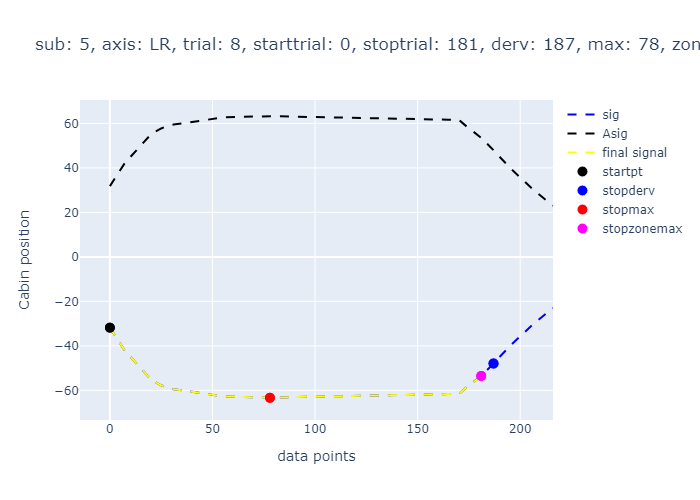 sub: 5, axis: LR, trial: 8, starttrial: 0, stoptrial: 181, derv: 187, max: 78, zon
60
40
20
0
−20
−40
−60
Cabin position
0
50
100
150
200
data points
sig
Asig
final signal
startpt
stopderv
stopmax
stopzonemax